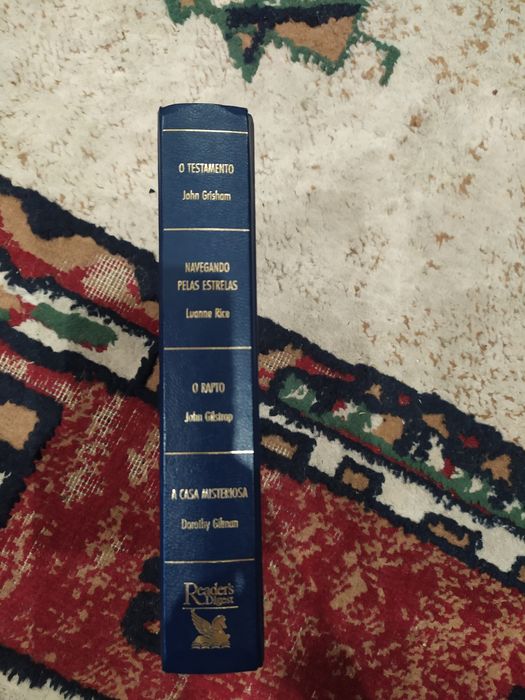 O TESTAMENTO
John Grisham
NAVEGANDO
PELAS ESTRELAS
Luanne Rice
O RAPTO
John Gilstrap
A CASA MISTERIOSA
Dorothy Gilman
Reader's
Digest